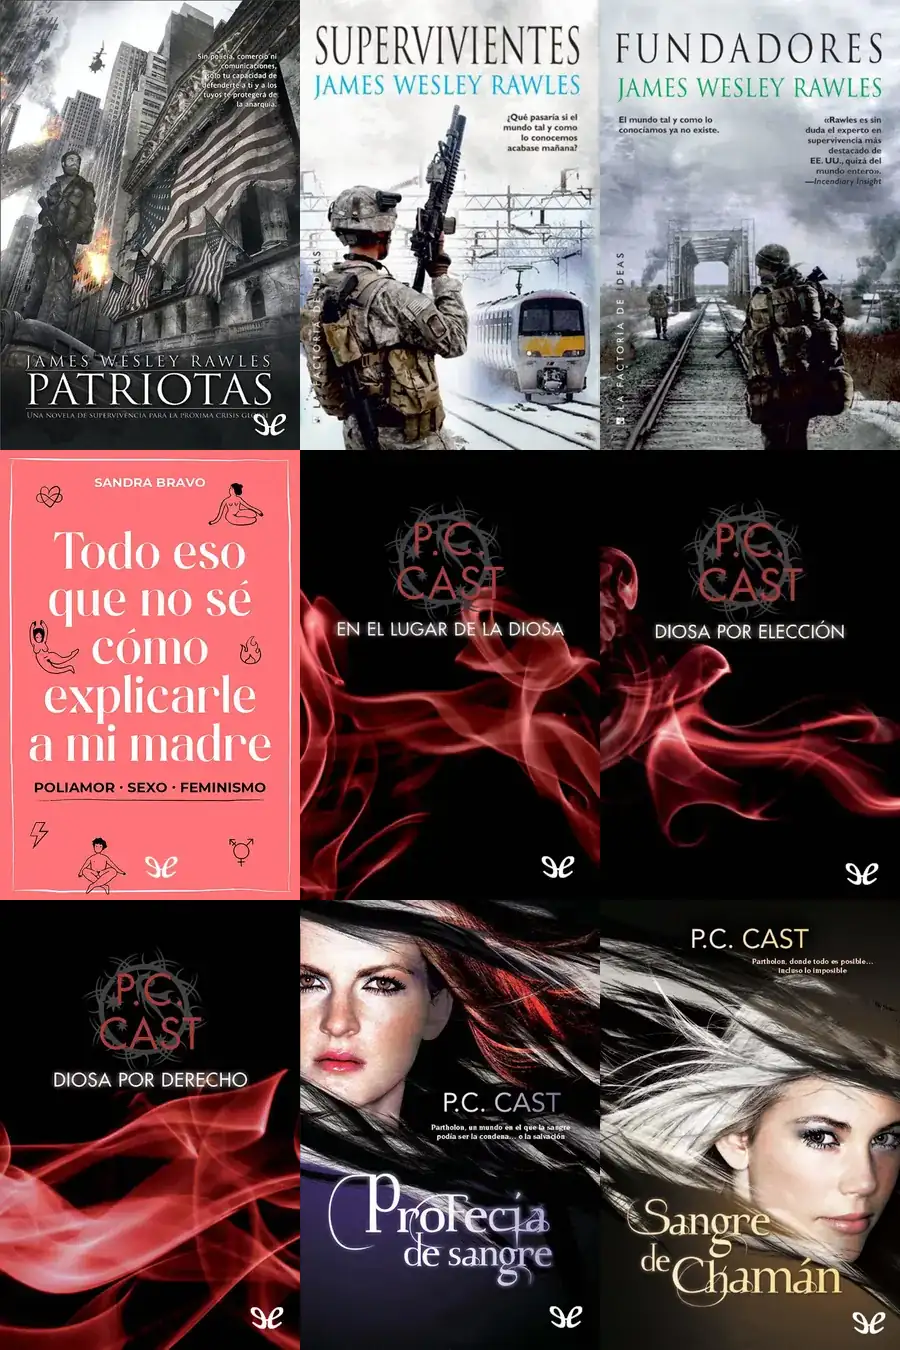 Sin policía, comercio ni
comunicaciones,
solo tu capacidad de
defenderte a ti y a los
tuyos te protegerá de
la anarquía.
JAMES WESLEY RAWLES
PATRIOTAS
UNA NOVELA DE SUPERVIVENCIA PARA LA PRÓXIMA CRISIS GLOBAL
SUPERVIVIENTES
JAMES WESLEY RAWLES
¿Qué pasaría si el
mundo tal y como
lo conocemos
acabase mañana?
LA FACTORÍA DE IDEAS
FUNDADORES
JAMES WESLEY RAWLES
El mundo tal y como lo
conocíamos ya no existe.
«Rawles es sin
duda el experto en
supervivencia más
destacado de
EE. UU., quizá del
mundo entero».
—Incendiary Insight
LA FACTORÍA DE IDEAS
SANDRA BRAVO
Todo eso
que no sé
cómo
explicarle
a mi madre
POLIAMOR · SEXO · FEMINISMO
P.C.
CAST
EN EL LUGAR DE LA DIOSA
P.C.
CAST
DIOSA POR ELECCIÓN
P.C.
CAST
DIOSA POR DERECHO
P.C. CAST
Partholon, un mundo en el que la sangre
podía ser la condena... o la salvación
Profecía
de sangre
P.C. CAST
Partholon, donde todo es posible...
incluso lo imposible
Sangre
de
Chamán